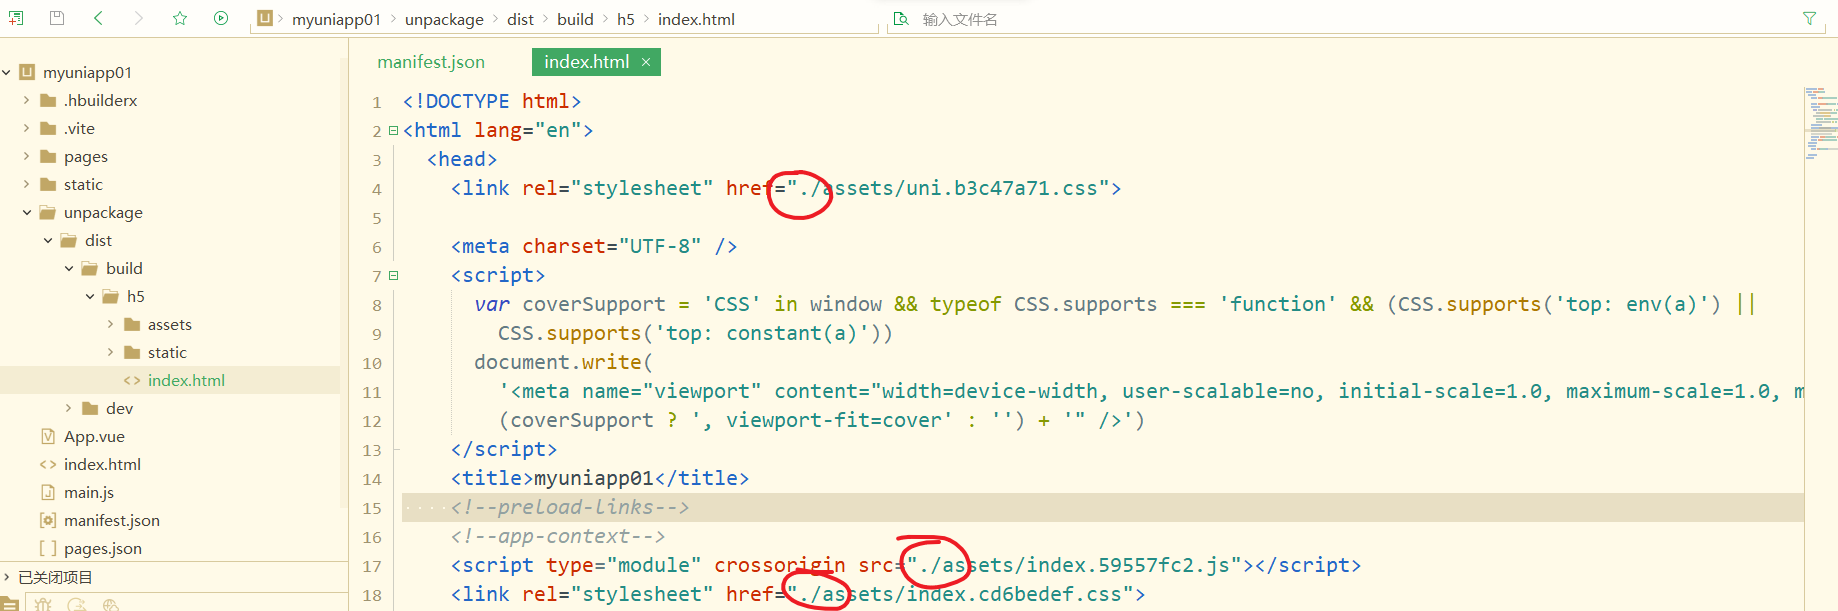 myuniapp01 > unpackage > dist > build > h5 > index.html
输入文件名
myuniapp01
.hbuilderx
.vite
pages
static
unpackage
dist
build
h5
assets
static
index.html
dev
App.vue
index.html
main.js
manifest.json
pages.json
已关闭项目
manifest.json
index.html
1 <!DOCTYPE html>
2 <html lang="en">
3 <head>
4 <link rel="stylesheet" href="./assets/uni.b3c47a71.css">
5
6 <meta charset="UTF-8" />
7 <script>
8 var coverSupport = 'CSS' in window && typeof CSS.supports === 'function' && (CSS.supports('top: env(a)') ||
9 CSS.supports('top: constant(a)'))
10 document.write(
11 '<meta name="viewport" content="width=device-width, user-scalable=no, initial-scale=1.0, maximum-scale=1.0, m
12 (coverSupport ? ', viewport-fit=cover' : '') + '" />')
13 </script>
14 <title>myuniapp01</title>
15 <!--preload-links-->
16 <!--app-context-->
17 <script type="module" crossorigin src="./assets/index.59557fc2.js"></script>
18 <link rel="stylesheet" href="./assets/index.cd6bedef.css">